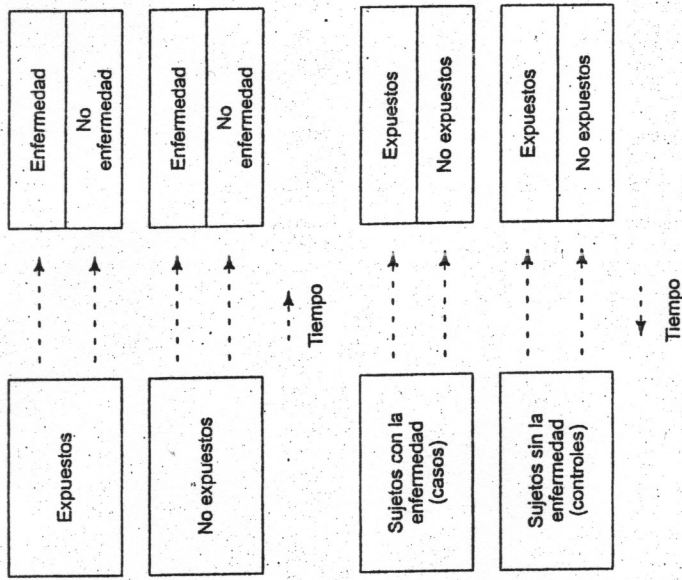 Expuestos
Enfermedad
No
enfermedad
No expuestos
Enfermedad
No
enfermedad
Tiempo
Sujetos con la
enfermedad
(casos)
Expuestos
No expuestos
Sujetos sin la
enfermedad
(controles)
Expuestos
No expuestos
Tiempo